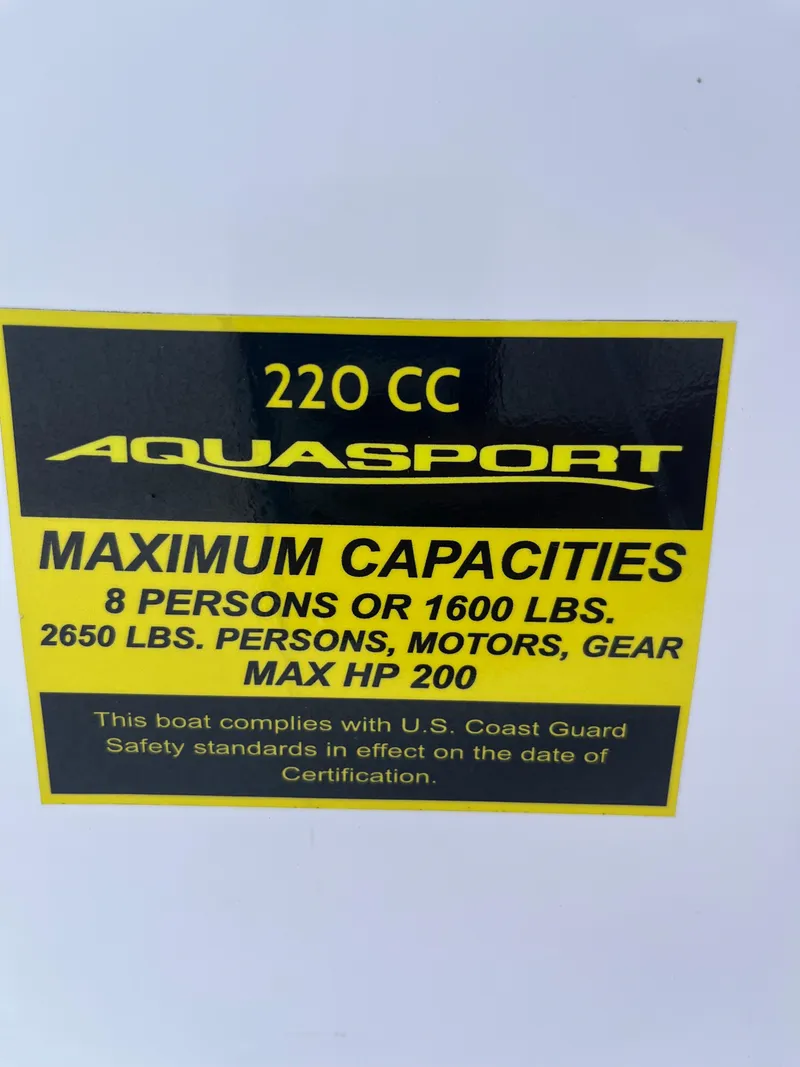 220 CC
AQUASPORT
MAXIMUM CAPACITIES
8 PERSONS OR 1600 LBS.
2650 LBS. PERSONS, MOTORS, GEAR
MAX HP 200
This boat complies with U.S. Coast Guard
Safety standards in effect on the date of
Certification.